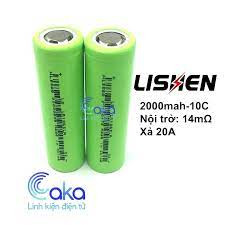 LISHEN
2000mah-10C
Nội trở: 14mΩ
Xả 20A
Caka
Linh kiện điện tử